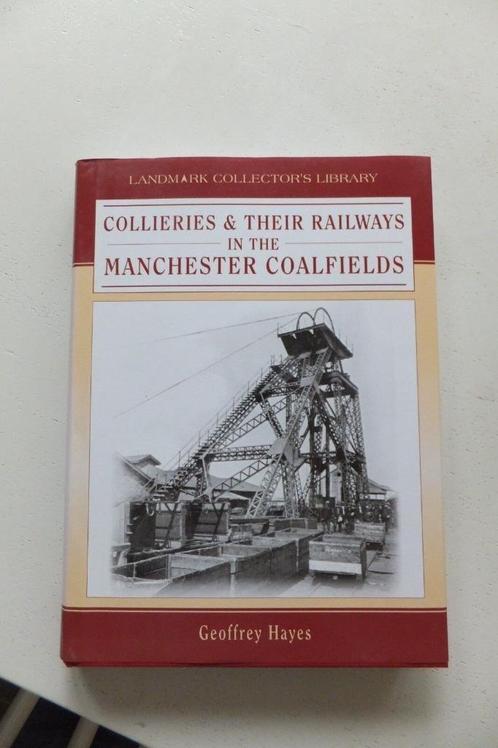 LANDMARK COLLECTOR'S LIBRARY
COLLIERIES & THEIR RAILWAYS
IN THE
MANCHESTER COALFIELDS
Geoffrey Hayes